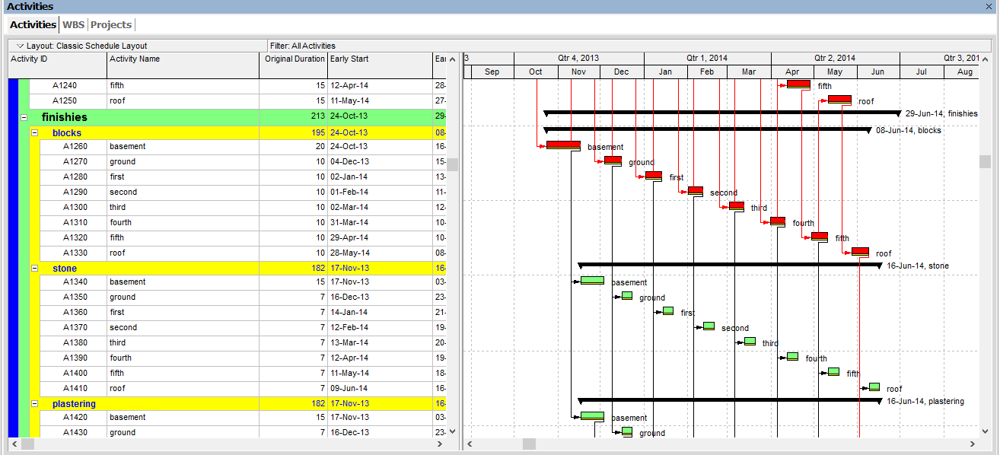 Activities
Activities WBS Projects
Layout: Classic Schedule Layout Filter: All Activities
Activity ID Activity Name Original Duration Early Start Ear
3 Qtr 4, 2013 Qtr 1, 2014 Qtr 2, 2014 Qtr 3, 201
Sep Oct Nov Dec Jan Feb Mar Apr May Jun Jul Aug
A1240 fifth 15 12-Apr-14 28- fifth
A1250 roof 15 11-May-14 27- roof
finishies 213 24-Oct-13 29- 29-Jun-14, finishies
blocks 195 24-Oct-13 08- 08-Jun-14, blocks
A1260 basement 20 24-Oct-13 16- basement
A1270 ground 10 04-Dec-13 15- ground
A1280 first 10 02-Jan-14 13- first
A1290 second 10 01-Feb-14 11- second
A1300 third 10 02-Mar-14 12- third
A1310 fourth 10 31-Mar-14 10- fourth
A1320 fifth 10 29-Apr-14 10- fifth
A1330 roof 10 28-May-14 08- roof
stone 182 17-Nov-13 16- 16-Jun-14, stone
A1340 basement 15 17-Nov-13 03- basement
A1350 ground 7 16-Dec-13 23- ground
A1360 first 7 14-Jan-14 21- first
A1370 second 7 12-Feb-14 19- second
A1380 third 7 13-Mar-14 20- third
A1390 fourth 7 12-Apr-14 19- fourth
A1400 fifth 7 11-May-14 18- fifth
A1410 roof 7 09-Jun-14 16- roof
plastering 182 17-Nov-13 16- 16-Jun-14, plastering
A1420 basement 15 17-Nov-13 03- basement
A1430 ground 7 16-Dec-13 23- ground